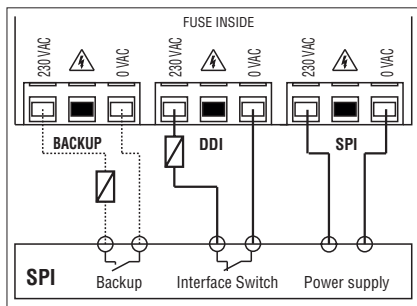 FUSE INSIDE
230 VAC 0 VAC 230 VAC 0 VAC 230 VAC 0 VAC
BACKUP DDI SPI
SPI Backup Interface Switch Power supply